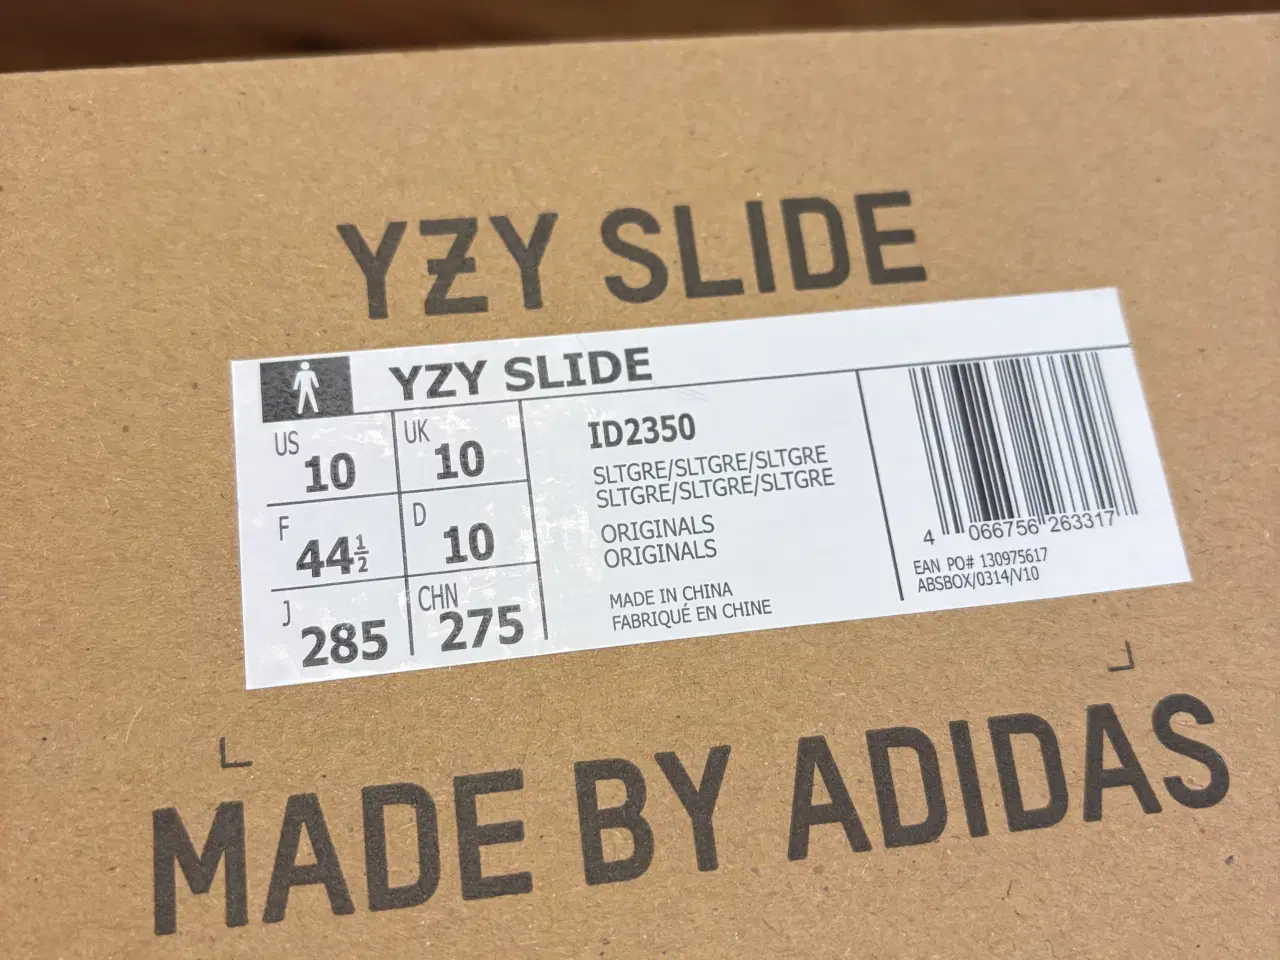 YZY SLIDE
YZY SLIDE
US 10
UK 10
F 44½
D 10
J 285
CHN 275
ID2350
SLTGRE/SLTGRE/SLTGRE
SLTGRE/SLTGRE/SLTGRE
ORIGINALS
ORIGINALS
MADE IN CHINA
FABRIQUÉ EN CHINE
4 066756 263317
EAN PO# 130975617
ABSBOX/0314/V10
MADE BY ADIDAS